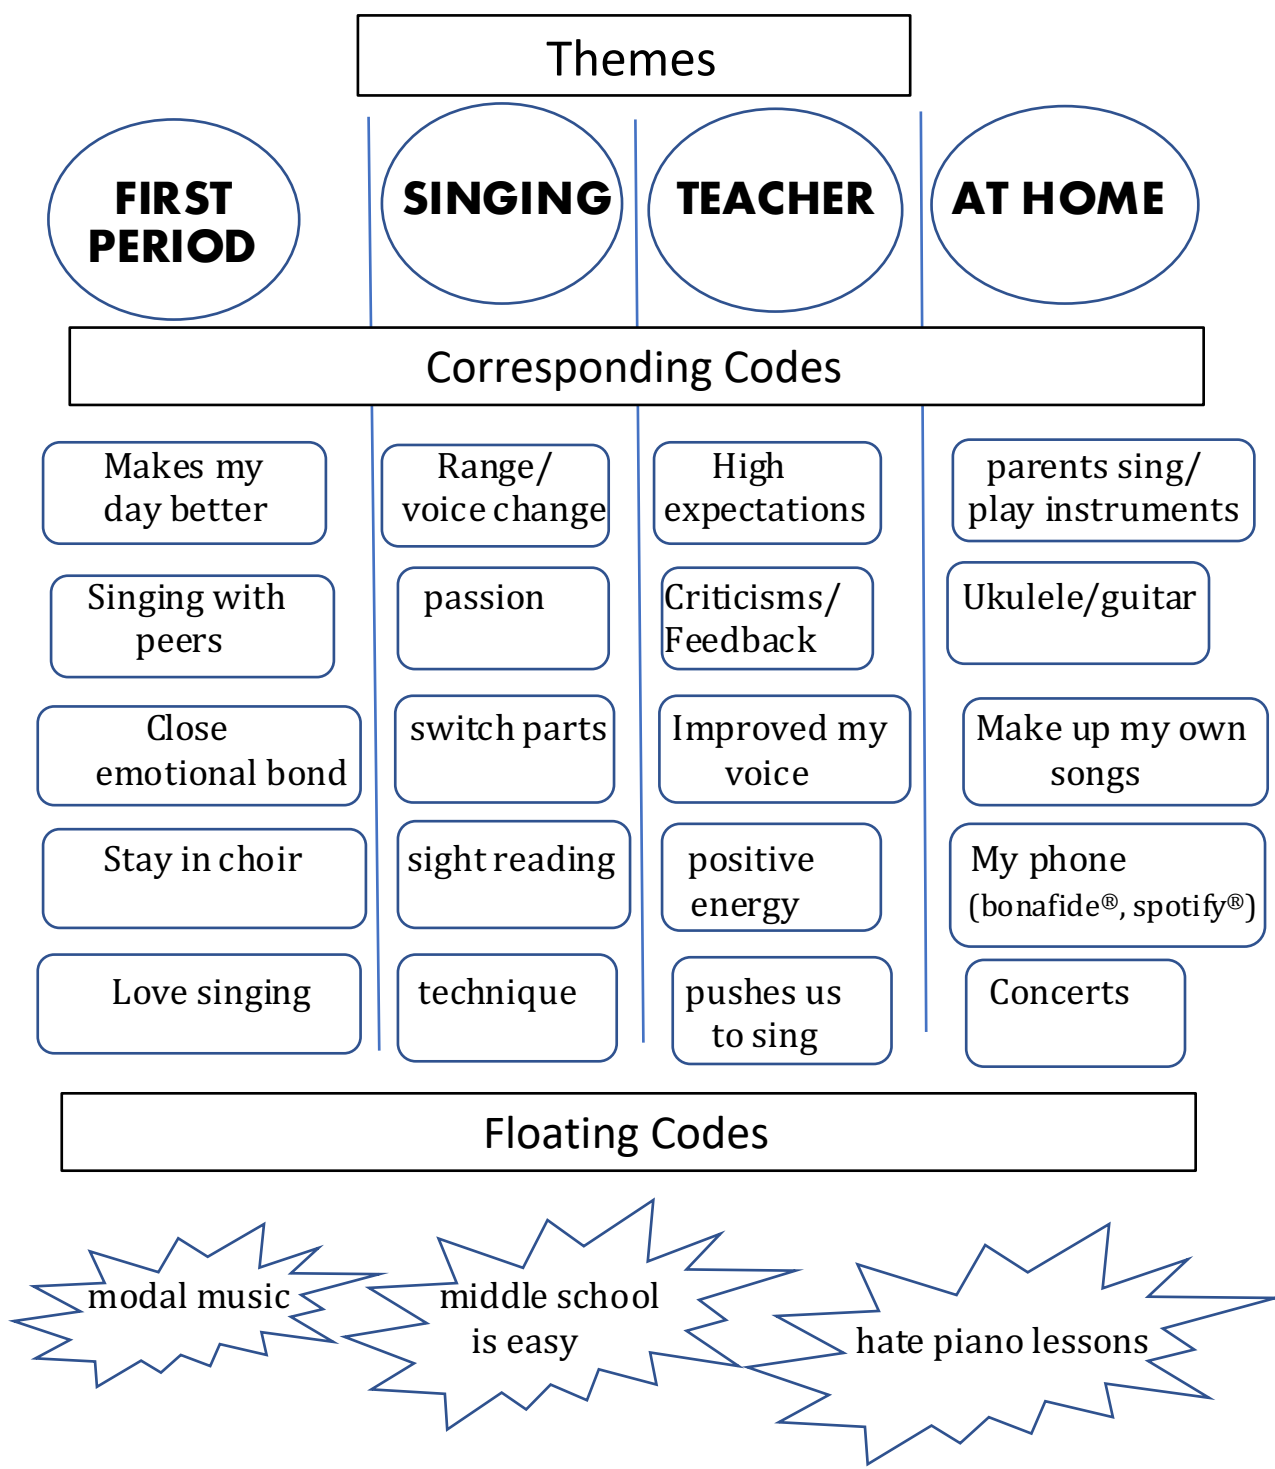 Themes
FIRST
PERIOD
SINGING
TEACHER
AT HOME
Corresponding Codes
Makes my
day better
Range/
voice change
High
expectations
parents sing/
play instruments
Singing with
peers
passion
Criticisms/
Feedback
Ukulele/guitar
Close
emotional bond
switch parts
Improved my
voice
Make up my own
songs
Stay in choir
sight reading
positive
energy
My phone
(bonafide®, spotify®)
Love singing
technique
pushes us
to sing
Concerts
Floating Codes
modal music
middle school
is easy
hate piano lessons